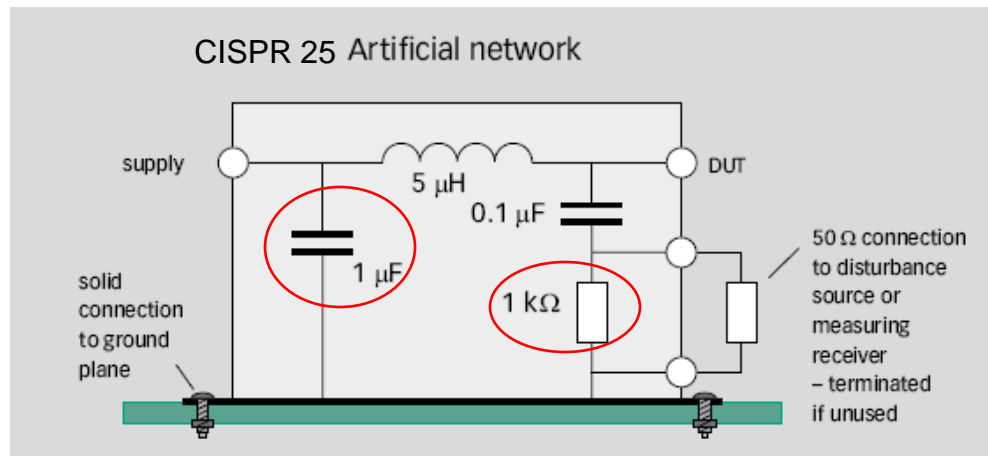 CISPR 25 Artificial network
supply
DUT
5 μH
0.1 μF
1 μF
1 kΩ
solid
connection
to ground
plane
50 Ω connection
to disturbance
source or
measuring
receiver
– terminated
if unused